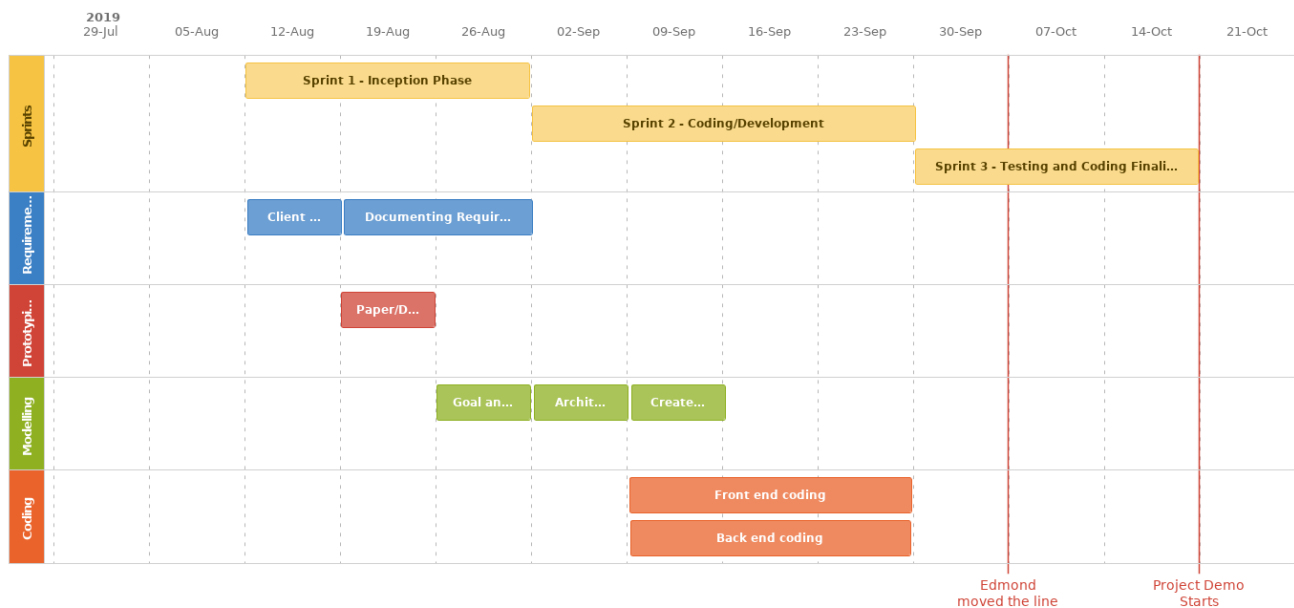 2019
29-Jul 05-Aug 12-Aug 19-Aug 26-Aug 02-Sep 09-Sep 16-Sep 23-Sep 30-Sep 07-Oct 14-Oct 21-Oct
Sprints
Sprint 1 - Inception Phase
Sprint 2 - Coding/Development
Sprint 3 - Testing and Coding Finali...
Requireme...
Client ... Documenting Requir...
Prototypi...
Paper/D...
Modelling
Goal an... Archit... Create...
Coding
Front end coding
Back end coding
Edmond
moved the line
Project Demo
Starts